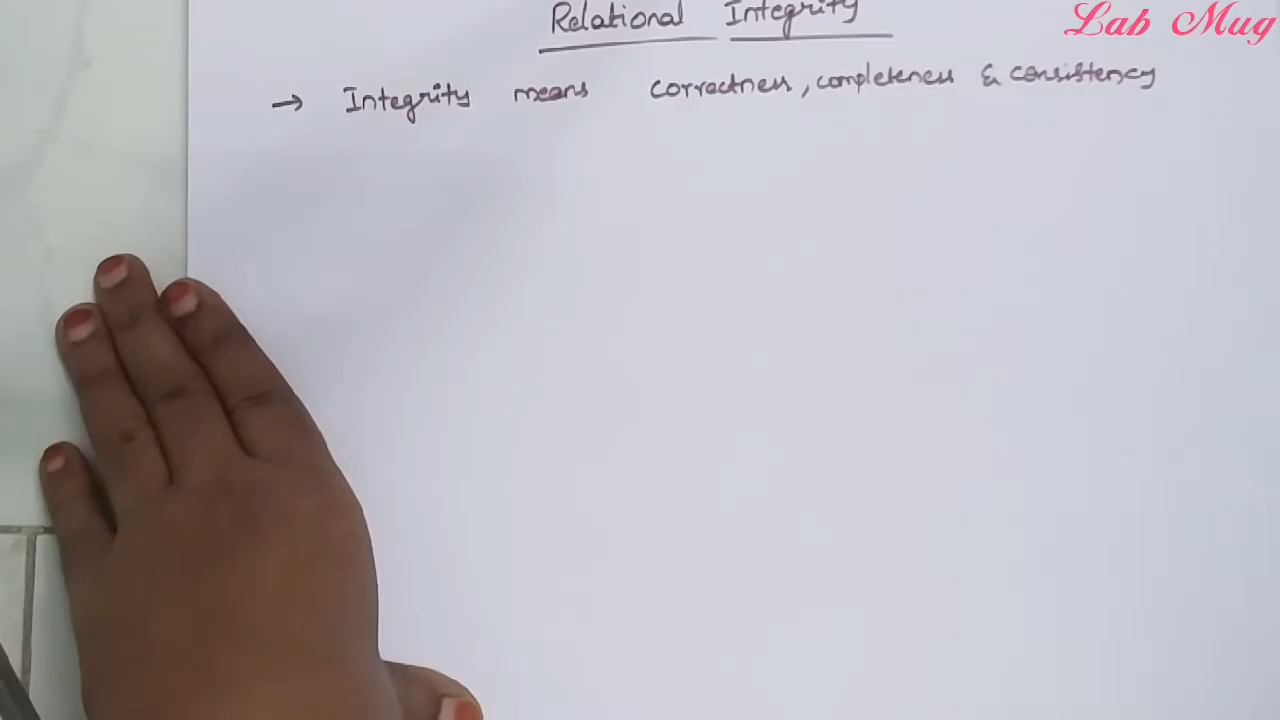 Relational Integrity
Lab Mug
→ Integrity means correctness, completeness & consistency